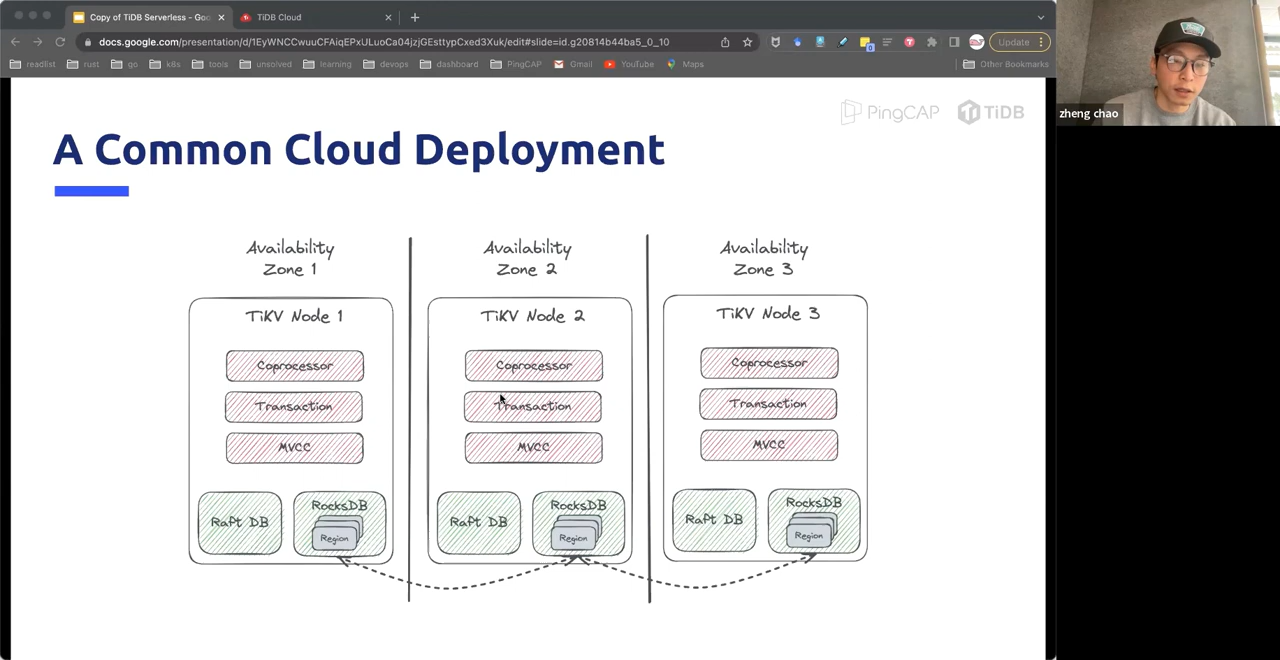 Copy of TiDB Serverless - Goo
TiDB Cloud
docs.google.com/presentation/d/1EyWNCCwuuCFAiqEPxULuoCa04jzjGEsttypCxed3Xuk/edit#slide=id.g20814b44ba5_0_10
Update
readlist
rust
go
k8s
tools
unsolved
learning
devops
dashboard
PingCAP
Gmail
YouTube
Maps
Other Bookmarks
zheng chao
PingCAP
TiDB
A Common Cloud Deployment
Availability
Zone 1
Availability
Zone 2
Availability
Zone 3
TiKV Node 1
Coprocessor
Transaction
MVCC
Raft DB
RocksDB
Region
TiKV Node 2
Coprocessor
Transaction
MVCC
Raft DB
RocksDB
Region
TiKV Node 3
Coprocessor
Transaction
MVCC
Raft DB
RocksDB
Region